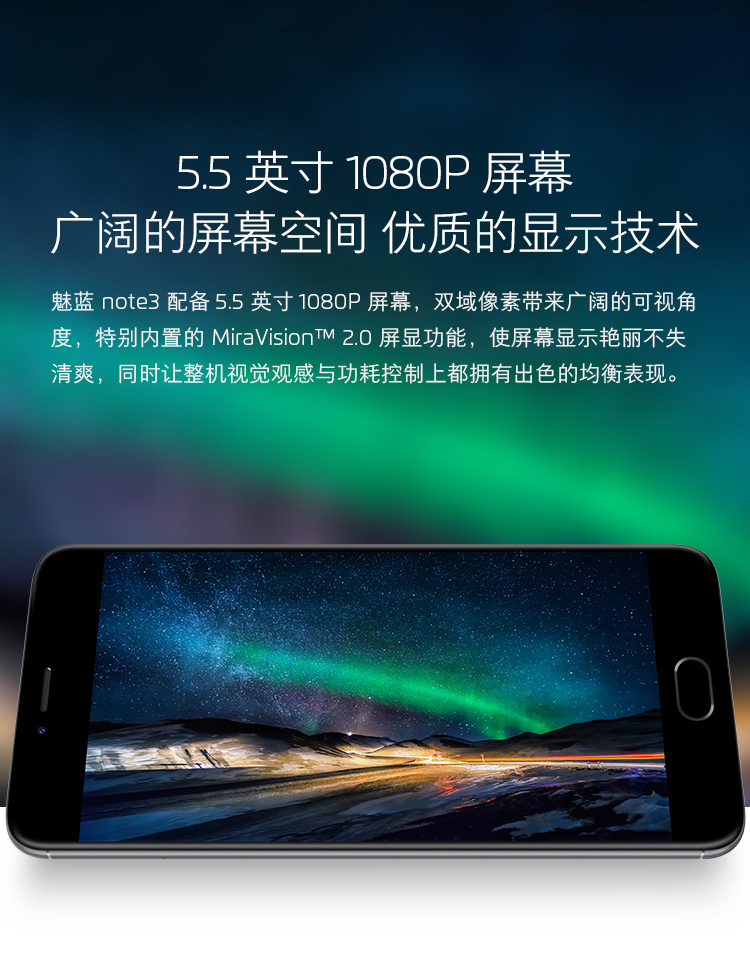 5.5 英寸 1080P 屏幕
广阔的屏幕空间 优质的显示技术
魅蓝 note3 配备 5.5 英寸 1080P 屏幕，双域像素带来广阔的可视角
度，特别内置的 MiraVision™ 2.0 屏显功能，使屏幕显示艳丽不失
清爽，同时让整机视觉观感与功耗控制上都拥有出色的均衡表现。